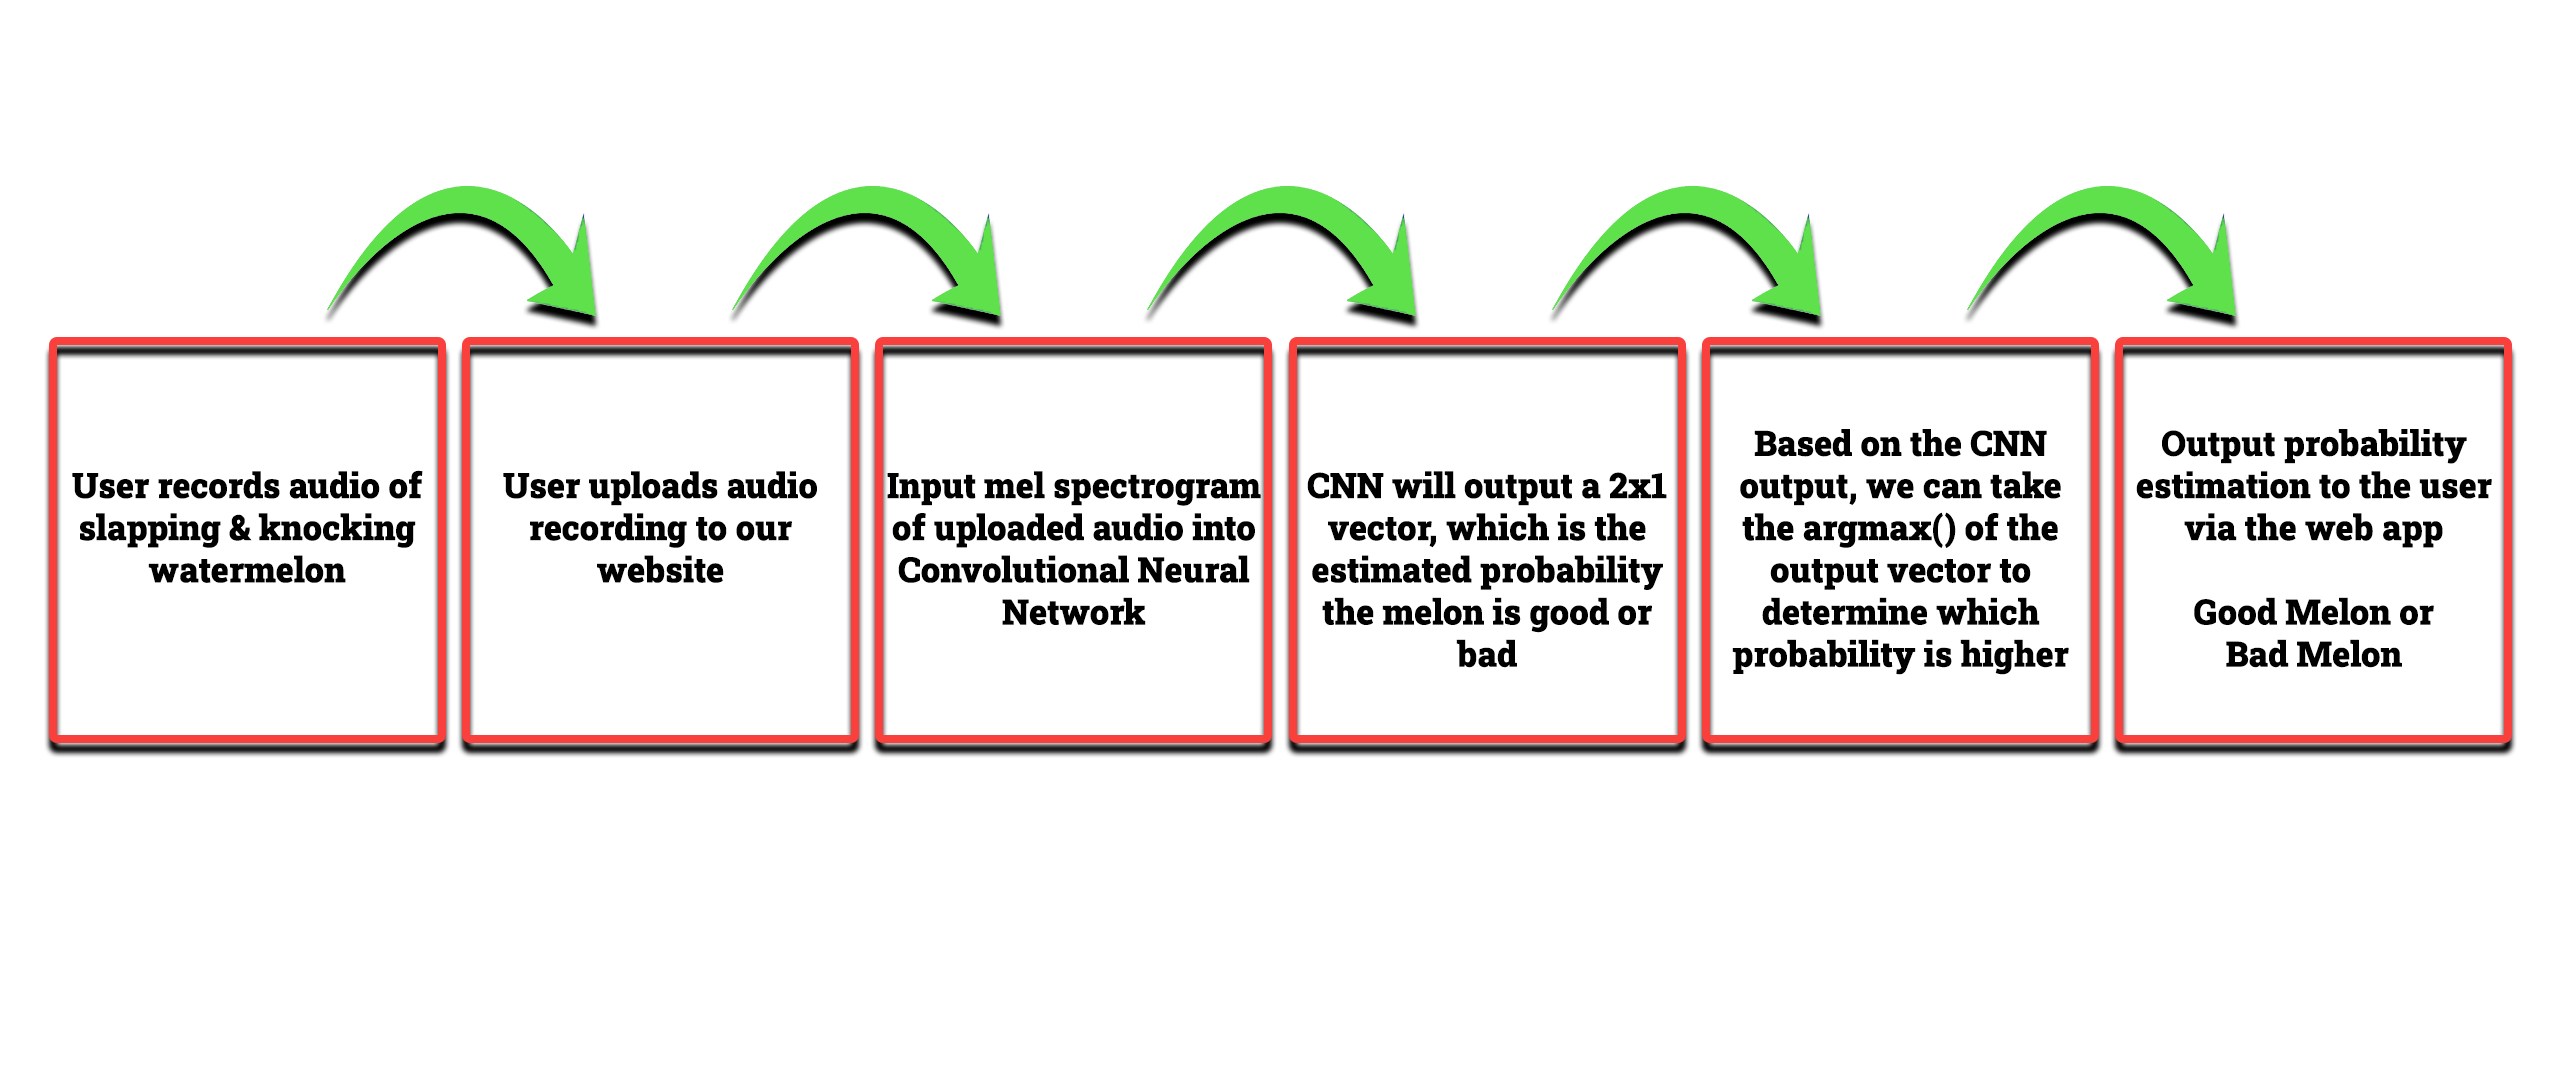 User records audio of
slapping & knocking
watermelon
User uploads audio
recording to our
website
Input mel spectrogram
of uploaded audio into
Convolutional Neural
Network
CNN will output a 2x1
vector, which is the
estimated probability
the melon is good or
bad
Based on the CNN
output, we can take
the argmax() of the
output vector to
determine which
probability is higher
Output probability
estimation to the user
via the web app
Good Melon or
Bad Melon